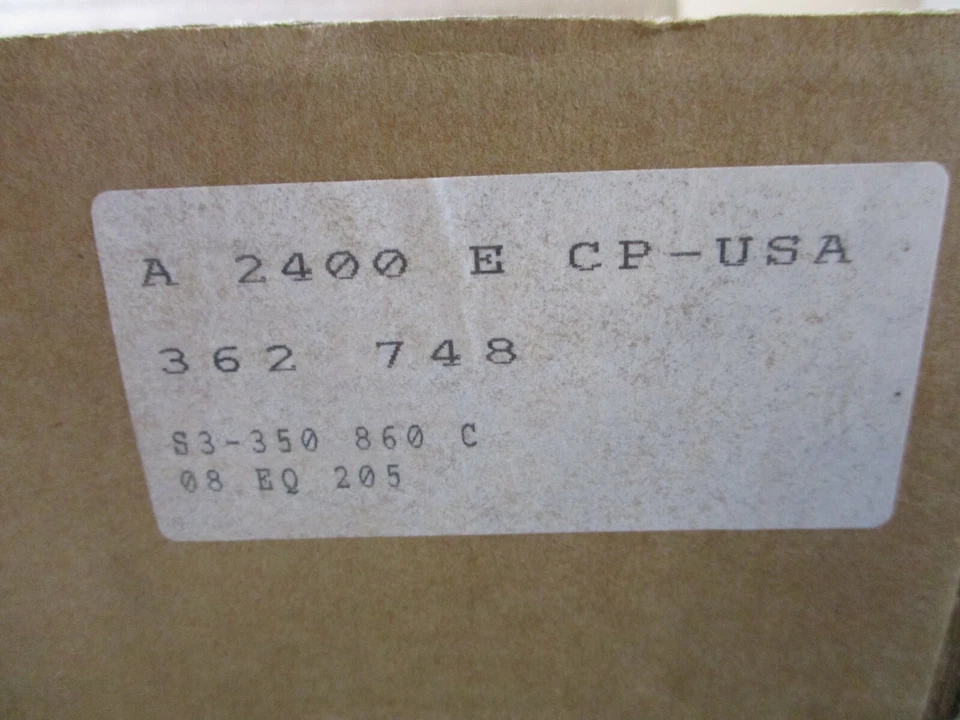 A 2400 E CP-USA
362 748
S3-350 860 C
08 EQ 205